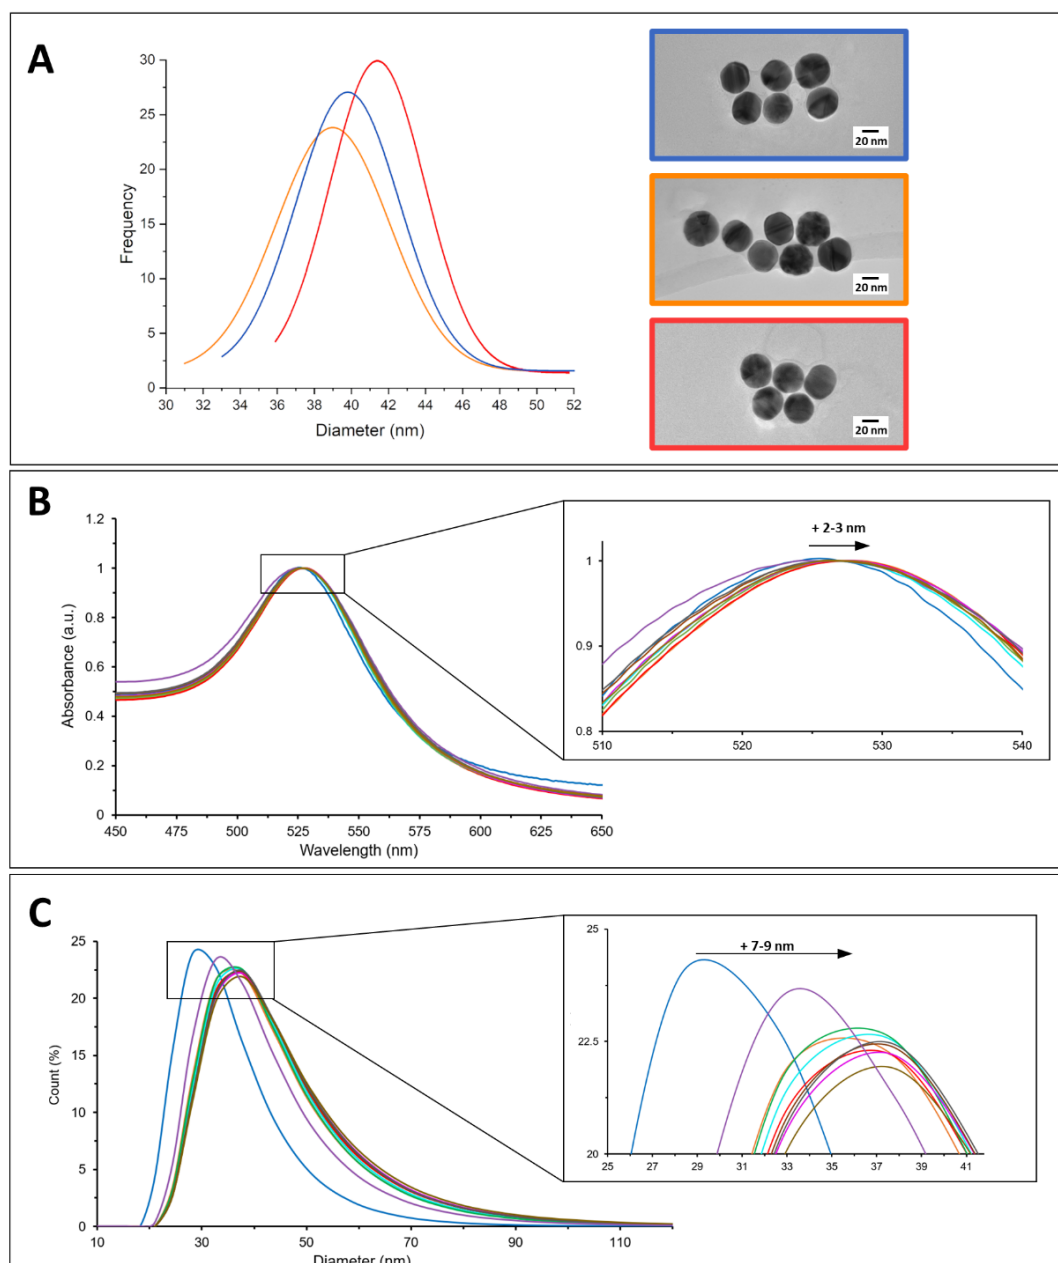 A
Frequency
30
25
20
15
10
5
0
30 32 34 36 38 40 42 44 46 48 50 52
Diameter (nm)
20 nm
20 nm
20 nm
B
Absorbance (a.u.)
1.2
1
0.8
0.6
0.4
0.2
0
450 475 500 525 550 575 600 625 650
Wavelength (nm)
+ 2-3 nm
1
0.9
0.8
510 520 530 540
C
Count (%)
25
20
15
10
5
0
10 30 50 70 90 110
Diameter (nm)
+ 7-9 nm
25
22.5
20
25 27 29 31 33 35 37 39 41